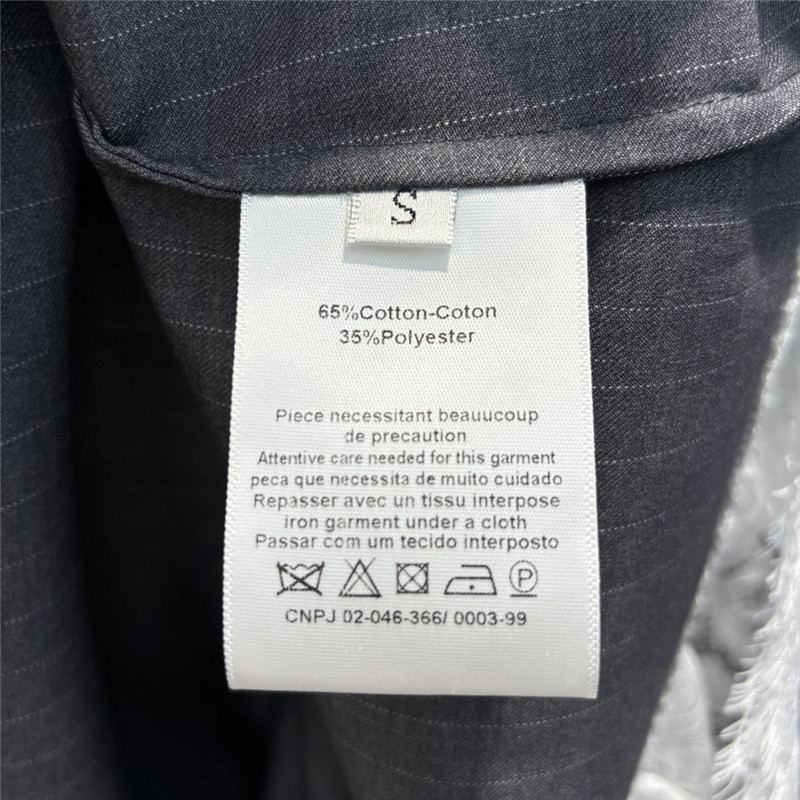 S
65%Cotton-Coton
35%Polyester
Piece necessitant beauucoup
de precaution
Attentive care needed for this garment
peca que necessita de muito cuidado
Repasser avec un tissu interpose
iron garment under a cloth
Passar com um tecido interposto
P
CNPJ 02-046-366/ 0003-99